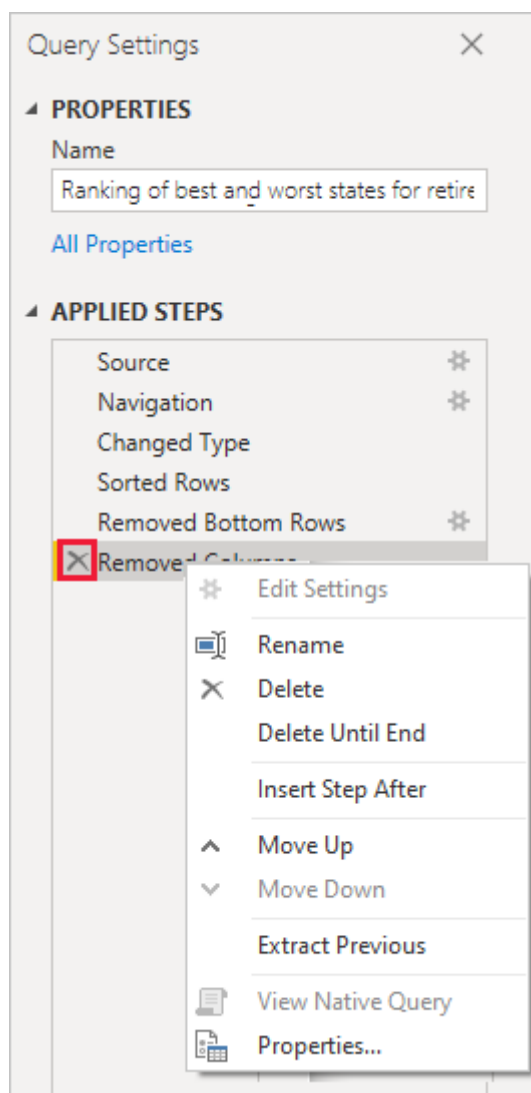 Query Settings
PROPERTIES
Name
Ranking of best and worst states for retire
All Properties
APPLIED STEPS
Source
Navigation
Changed Type
Sorted Rows
Removed Bottom Rows
Removed Columns
Edit Settings
Rename
Delete
Delete Until End
Insert Step After
Move Up
Move Down
Extract Previous
View Native Query
Properties...